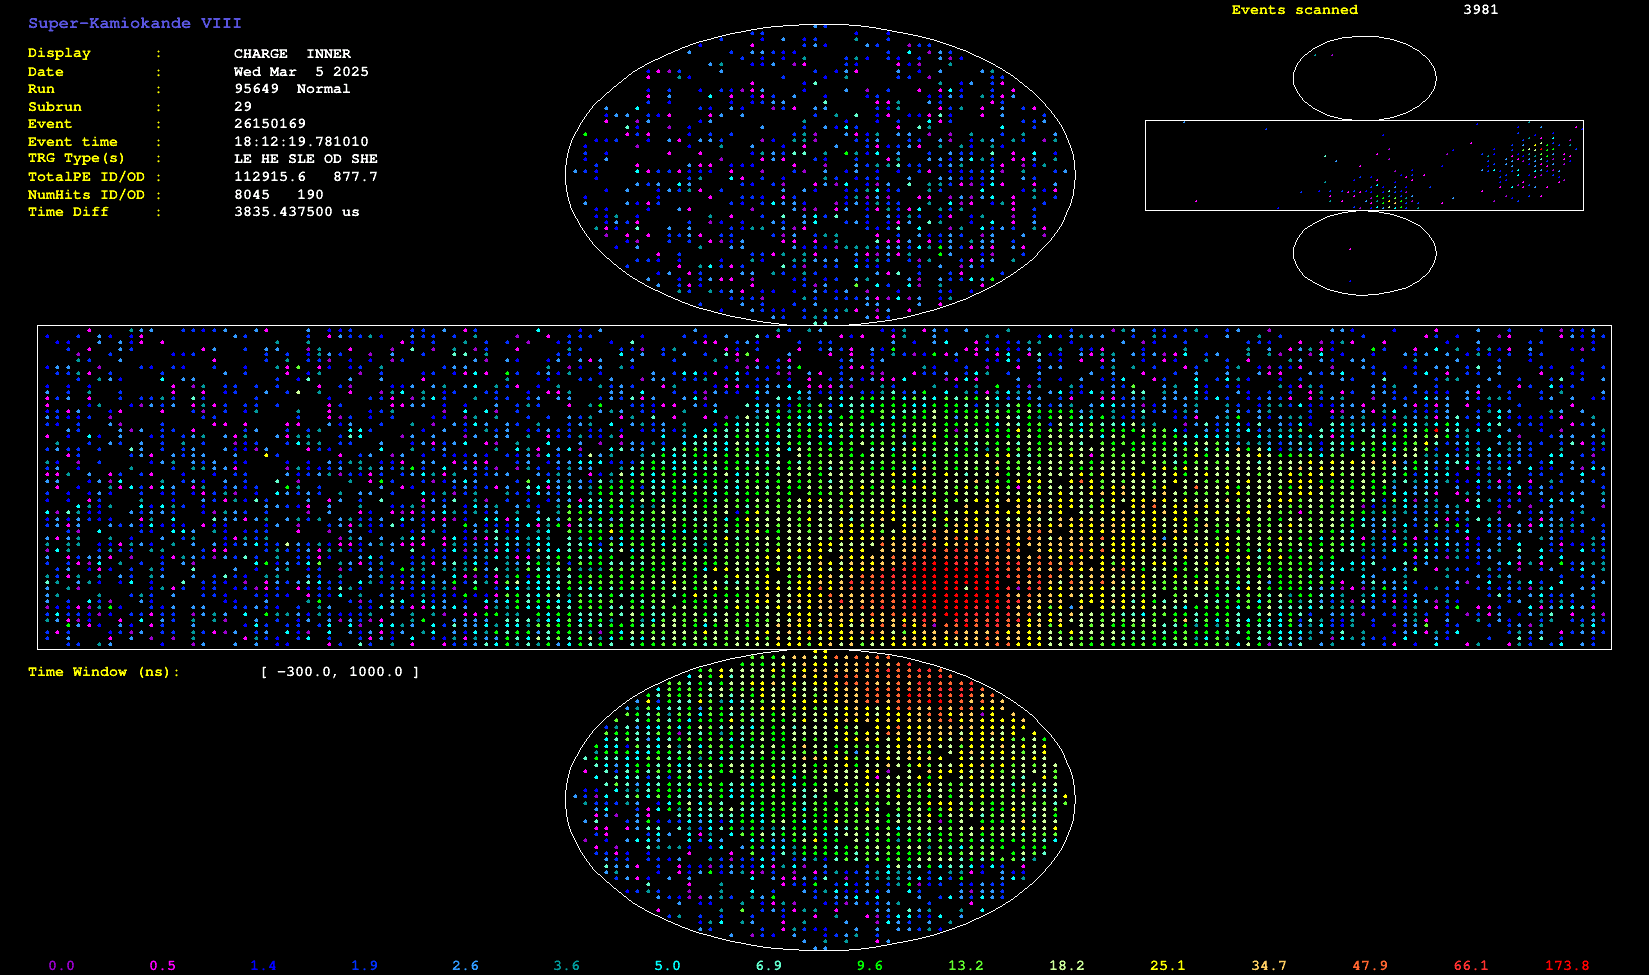 Super-Kamiokande VIII
Events scanned 3981
Display : CHARGE INNER
Date : Wed Mar 5 2025
Run : 95649 Normal
Subrun : 29
Event : 26150169
Event time : 18:12:19.781010
TRG Type(s) : LE HE SLE OD SHE
TotalPE ID/OD : 112915.6 877.7
NumHits ID/OD : 8045 190
Time Diff : 3835.437500 us
Time Window (ns): [ -300.0, 1000.0 ]
0.0 0.5 1.4 1.9 2.6 3.6 5.0 6.9 9.6 13.2 18.2 25.1 34.7 47.9 66.1 173.8